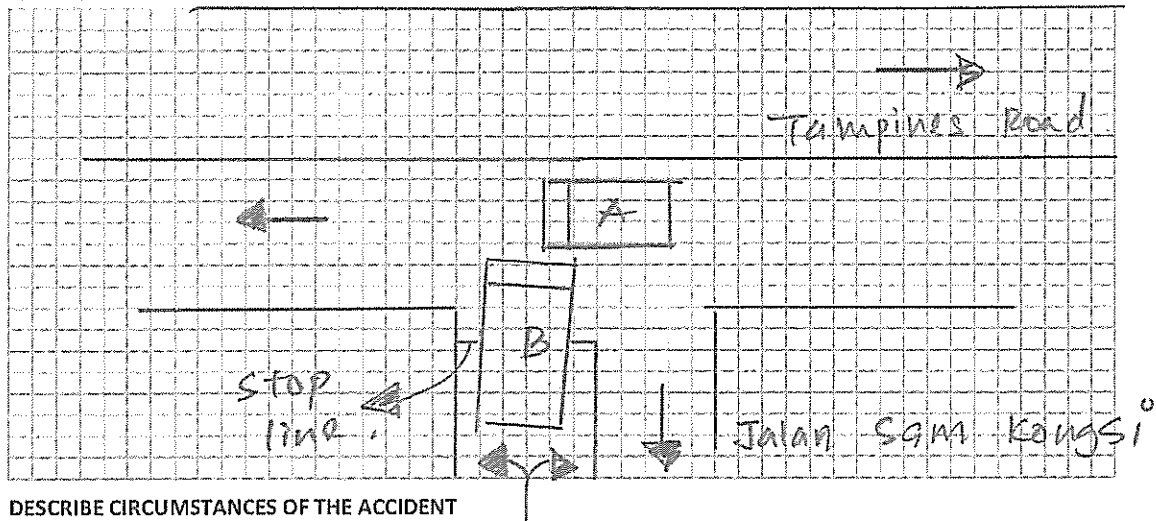 Tampines Road.
A
B
stop
line.
Jalan Sam Kongsi
DESCRIBE CIRCUMSTANCES OF THE ACCIDENT